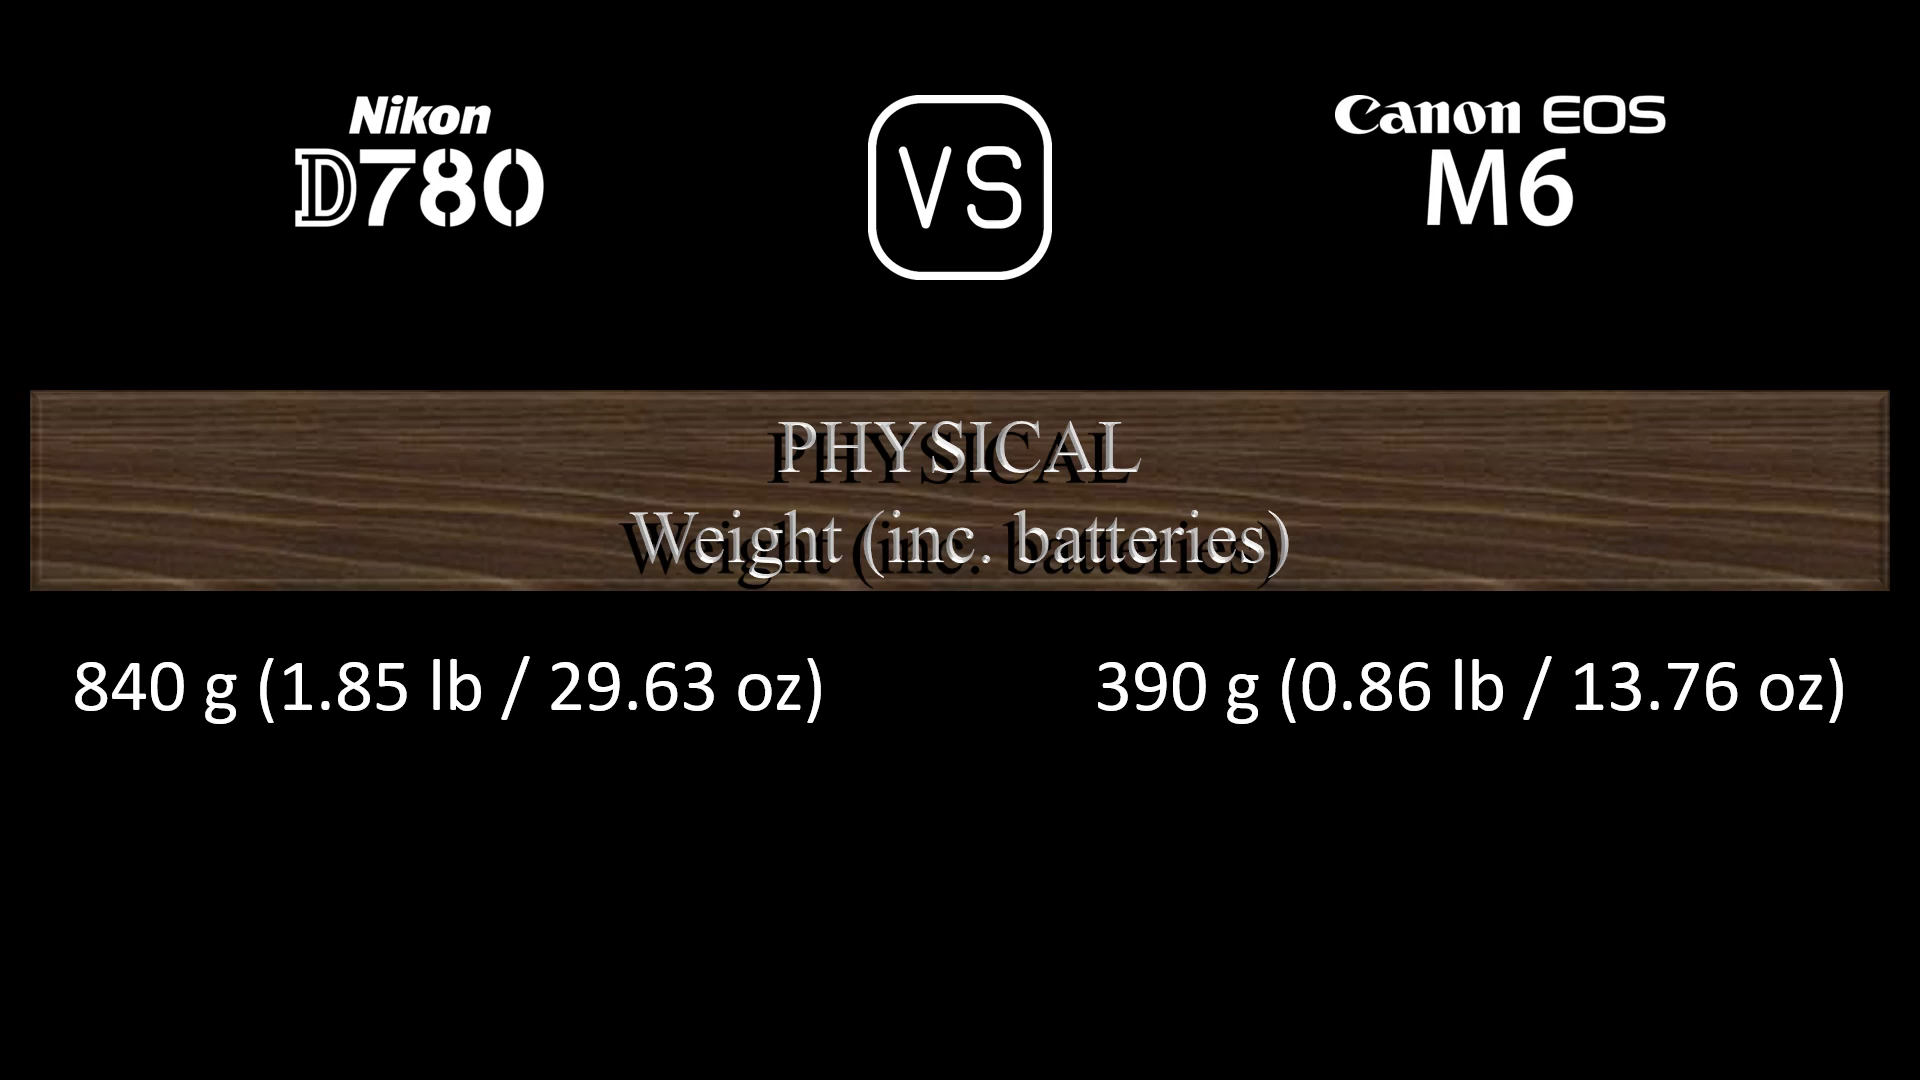 Nikon
D780
VS
Canon EOS
M6
PHYSICAL
Weight (inc. batteries)
840 g (1.85 lb / 29.63 oz)
390 g (0.86 lb / 13.76 oz)